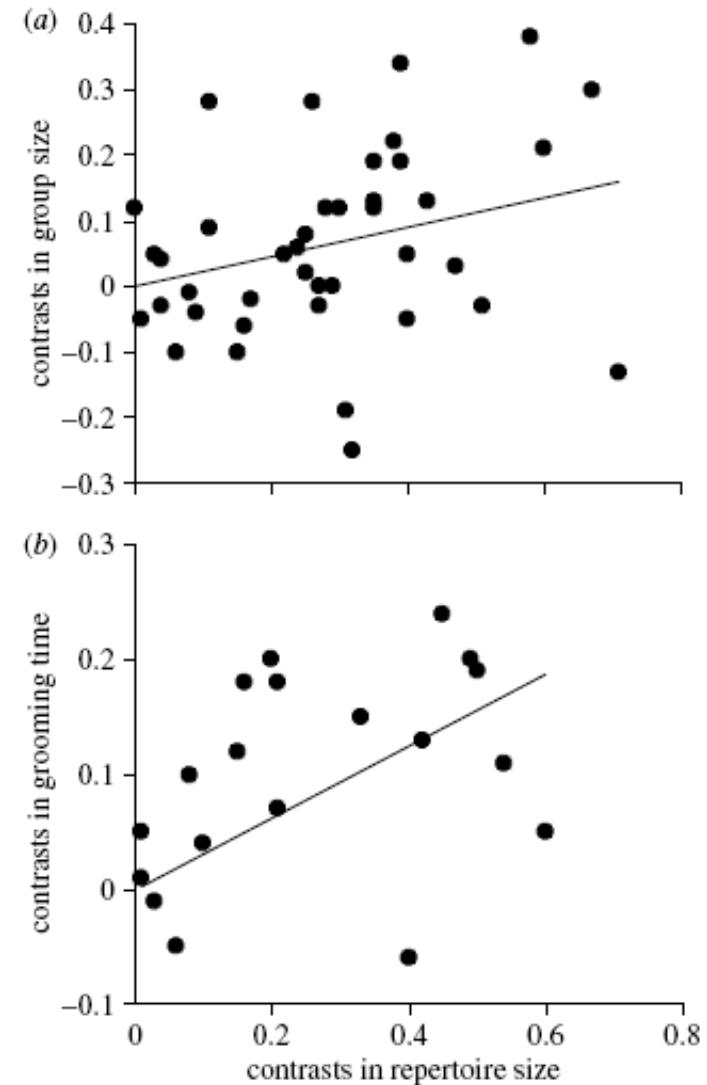 (a)
0.4
0.3
0.2
0.1
0
–0.1
–0.2
–0.3
contrasts in group size
(b)
0.3
0.2
0.1
0
–0.1
contrasts in grooming time
0 0.2 0.4 0.6 0.8
contrasts in repertoire size